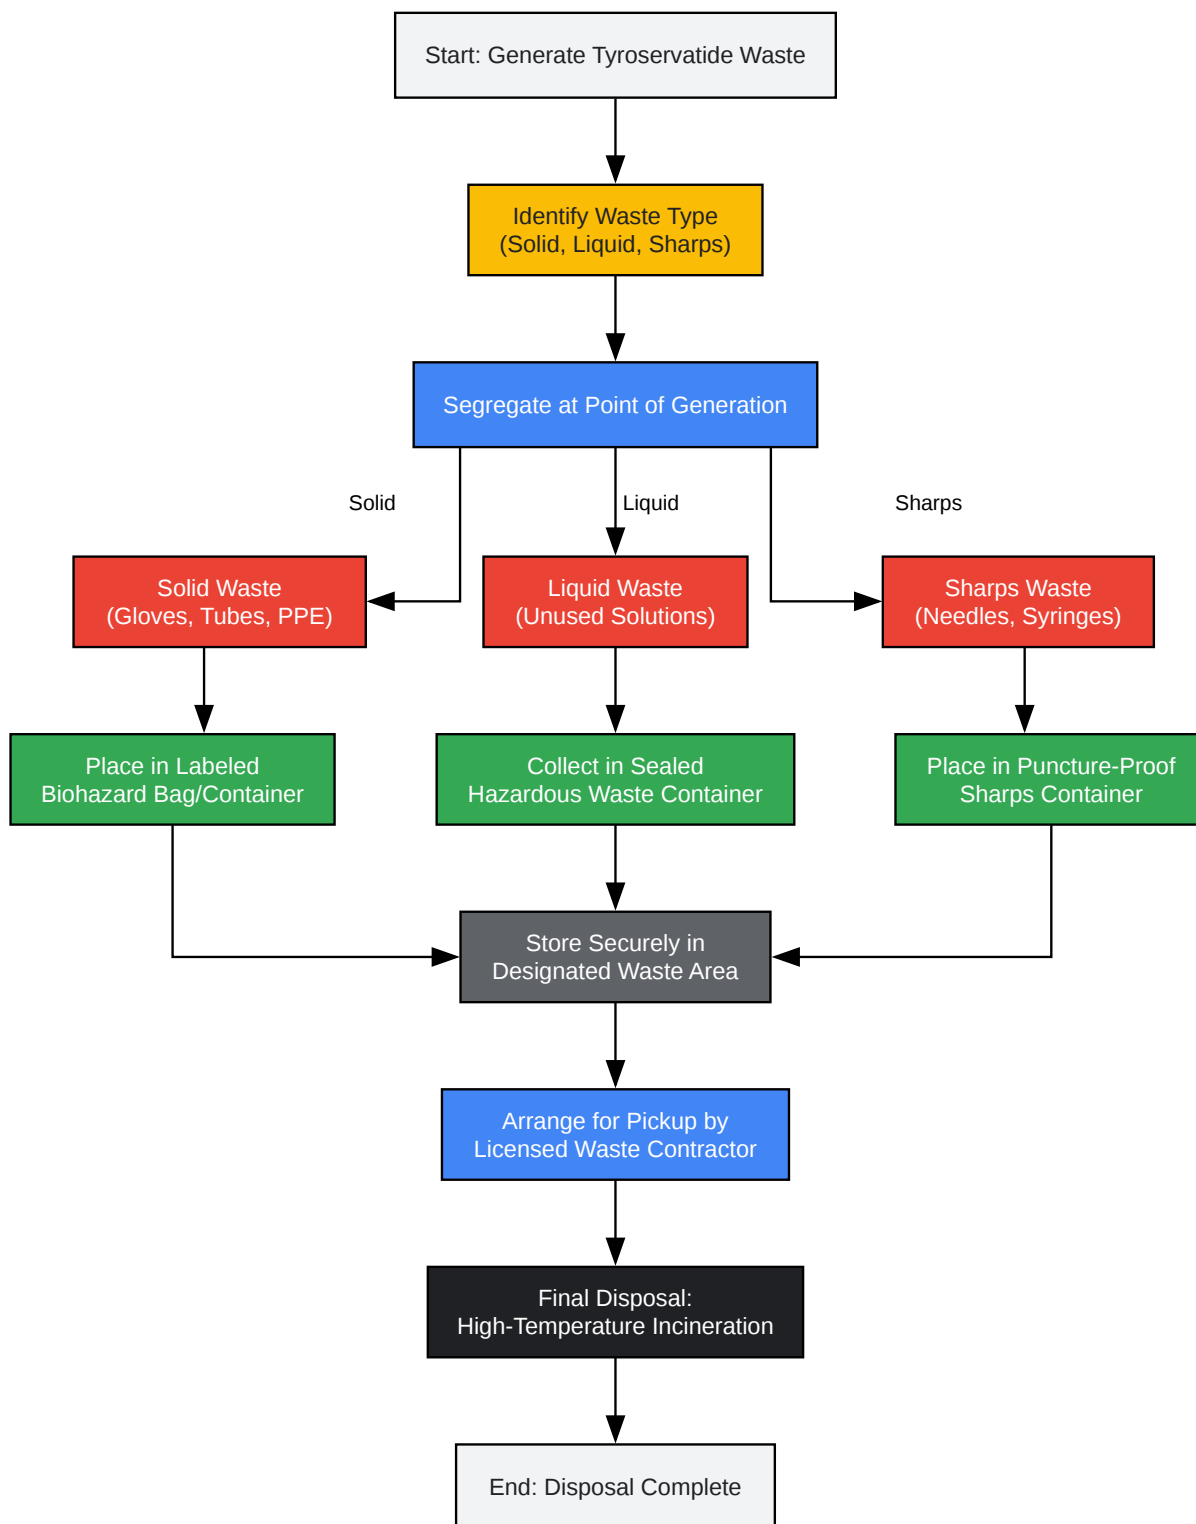 Start: Generate Tyroservatide Waste
Identify Waste Type
(Solid, Liquid, Sharps)
Segregate at Point of Generation
Solid
Liquid
Sharps
Solid Waste
(Gloves, Tubes, PPE)
Liquid Waste
(Unused Solutions)
Sharps Waste
(Needles, Syringes)
Place in Labeled
Biohazard Bag/Container
Collect in Sealed
Hazardous Waste Container
Place in Puncture-Proof
Sharps Container
Store Securely in
Designated Waste Area
Arrange for Pickup by
Licensed Waste Contractor
Final Disposal:
High-Temperature Incineration
End: Disposal Complete